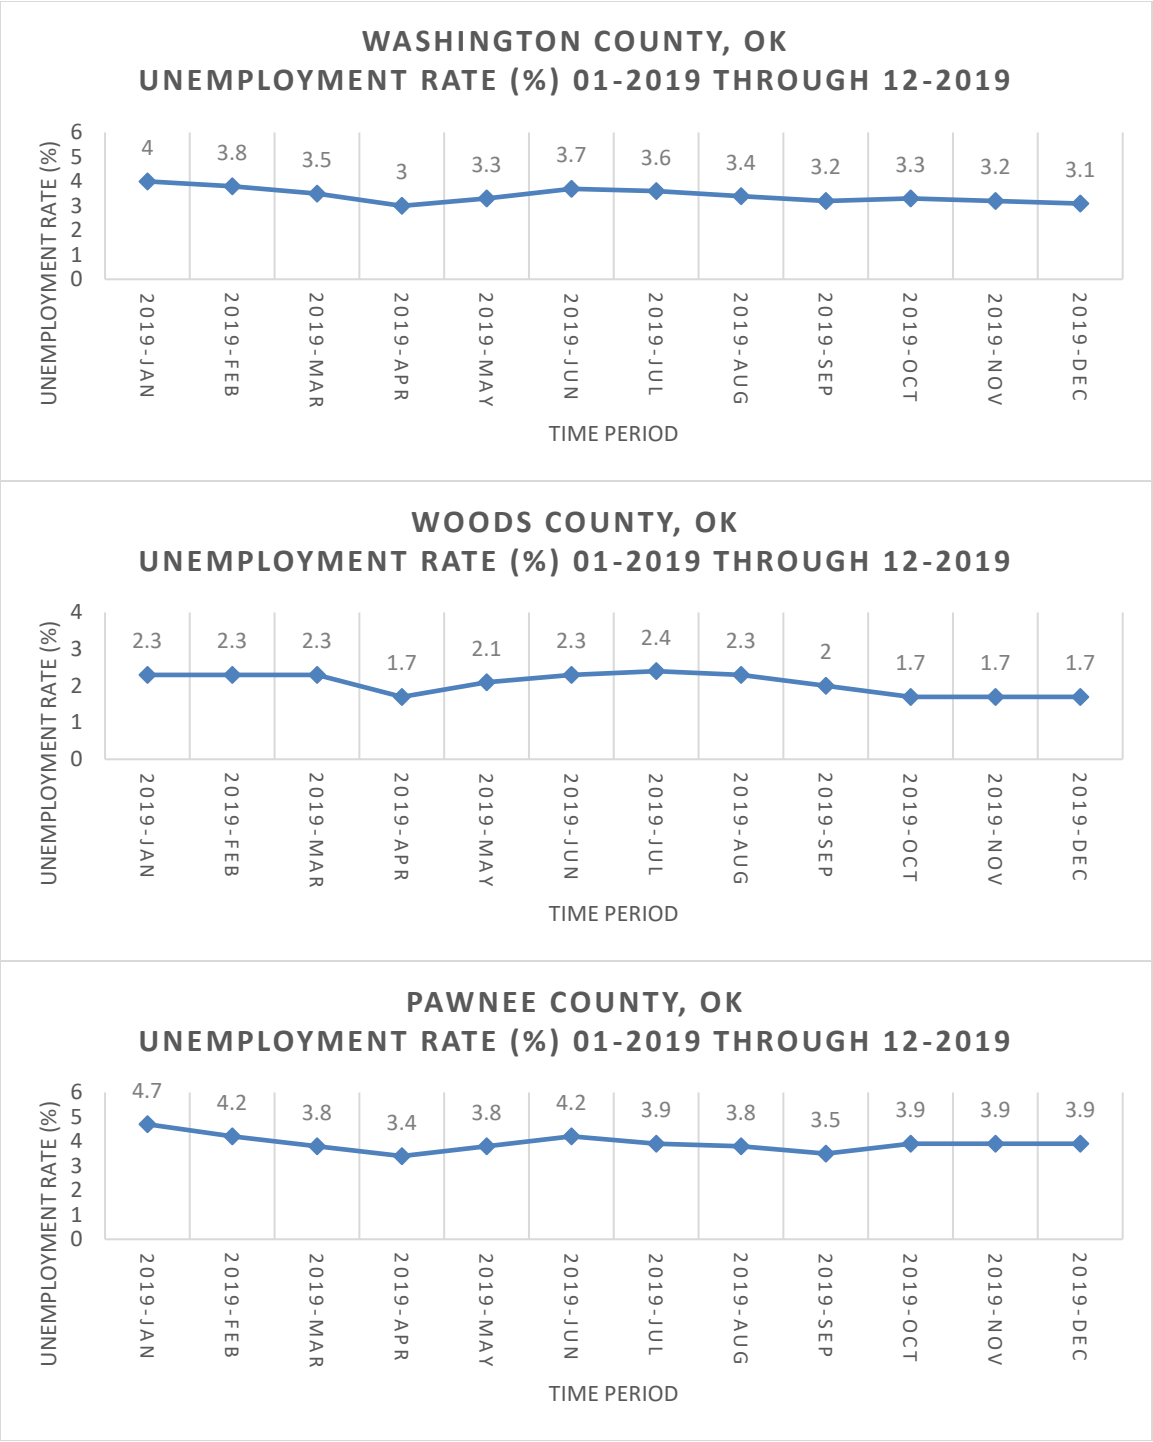 WASHINGTON COUNTY, OK
UNEMPLOYMENT RATE (%) 01-2019 THROUGH 12-2019
UNEMPLOYMENT RATE (%)
6
5
4
3
2
1
0
4
3.8
3.5
3
3.3
3.7
3.6
3.4
3.2
3.3
3.2
3.1
2019-JAN
2019-FEB
2019-MAR
2019-APR
2019-MAY
2019-JUN
2019-JUL
2019-AUG
2019-SEP
2019-OCT
2019-NOV
2019-DEC
TIME PERIOD
WOODS COUNTY, OK
UNEMPLOYMENT RATE (%) 01-2019 THROUGH 12-2019
UNEMPLOYMENT RATE (%)
4
3
2
1
0
2.3
2.3
2.3
1.7
2.1
2.3
2.4
2.3
2
1.7
1.7
1.7
2019-JAN
2019-FEB
2019-MAR
2019-APR
2019-MAY
2019-JUN
2019-JUL
2019-AUG
2019-SEP
2019-OCT
2019-NOV
2019-DEC
TIME PERIOD
PAWNEE COUNTY, OK
UNEMPLOYMENT RATE (%) 01-2019 THROUGH 12-2019
UNEMPLOYMENT RATE (%)
6
5
4
3
2
1
0
4.7
4.2
3.8
3.4
3.8
4.2
3.9
3.8
3.5
3.9
3.9
3.9
2019-JAN
2019-FEB
2019-MAR
2019-APR
2019-MAY
2019-JUN
2019-JUL
2019-AUG
2019-SEP
2019-OCT
2019-NOV
2019-DEC
TIME PERIOD